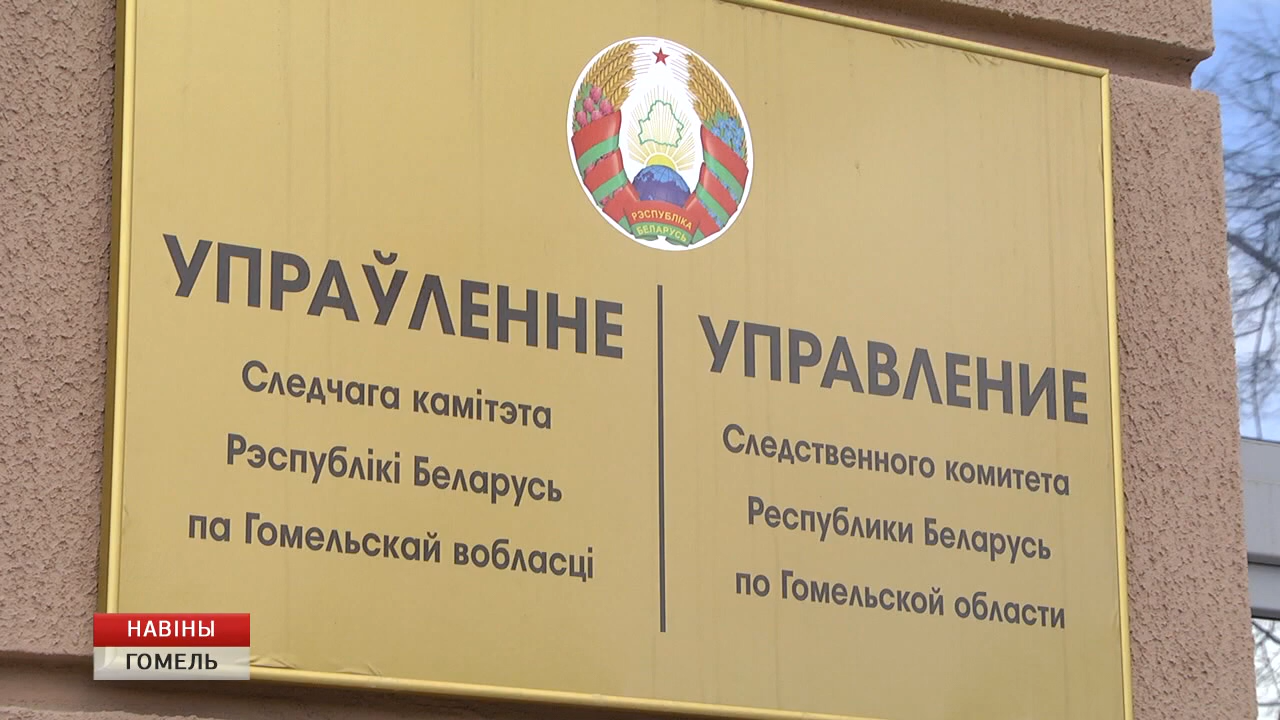 РЭСПУБЛІКА
БЕЛАРУСЬ
УПРАЎЛЕННЕ
Следчага камітэта
Рэспублікі Беларусь
па Гомельскай вобласці
УПРАВЛЕНИЕ
Следственного комитета
Республики Беларусь
по Гомельской области
НАВІНЫ
ГОМЕЛЬ